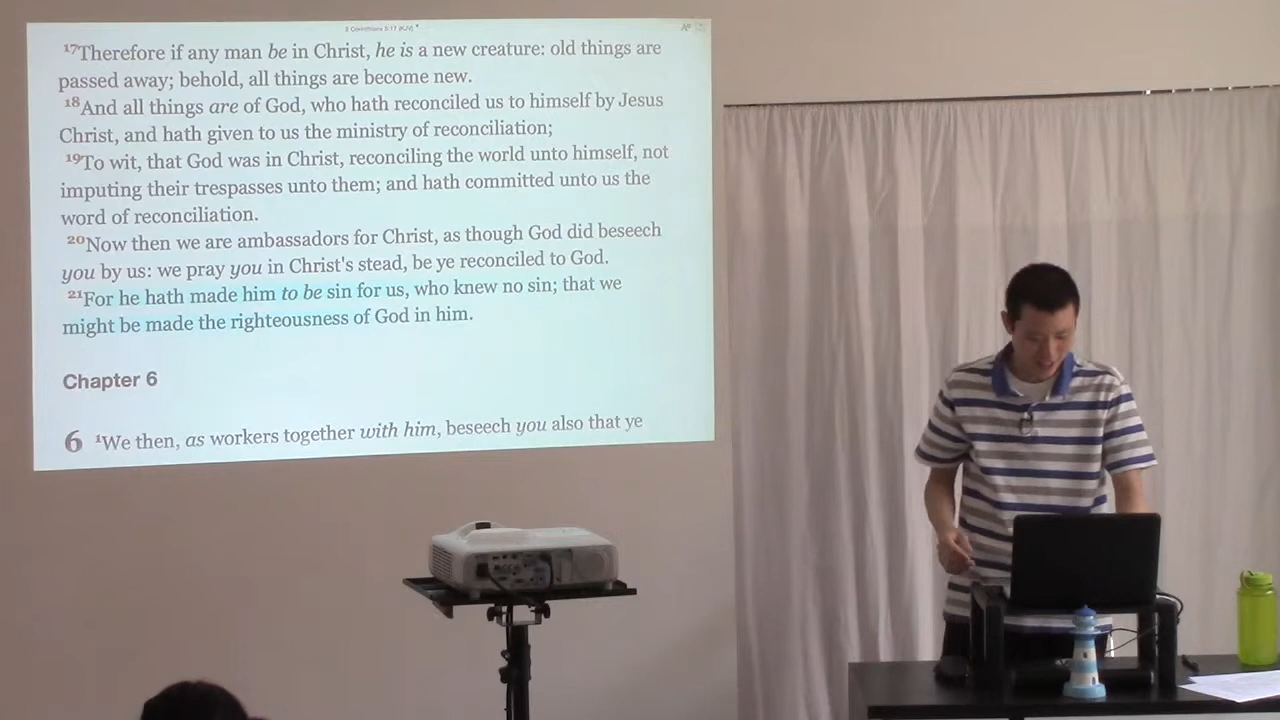 2 Corinthians 5:17 (KJV)
17Therefore if any man be in Christ, he is a new creature: old things are
passed away; behold, all things are become new.
18And all things are of God, who hath reconciled us to himself by Jesus
Christ, and hath given to us the ministry of reconciliation;
19To wit, that God was in Christ, reconciling the world unto himself, not
imputing their trespasses unto them; and hath committed unto us the
word of reconciliation.
20Now then we are ambassadors for Christ, as though God did beseech
you by us: we pray you in Christ's stead, be ye reconciled to God.
21For he hath made him to be sin for us, who knew no sin; that we
might be made the righteousness of God in him.
Chapter 6
6 1We then, as workers together with him, beseech you also that ye